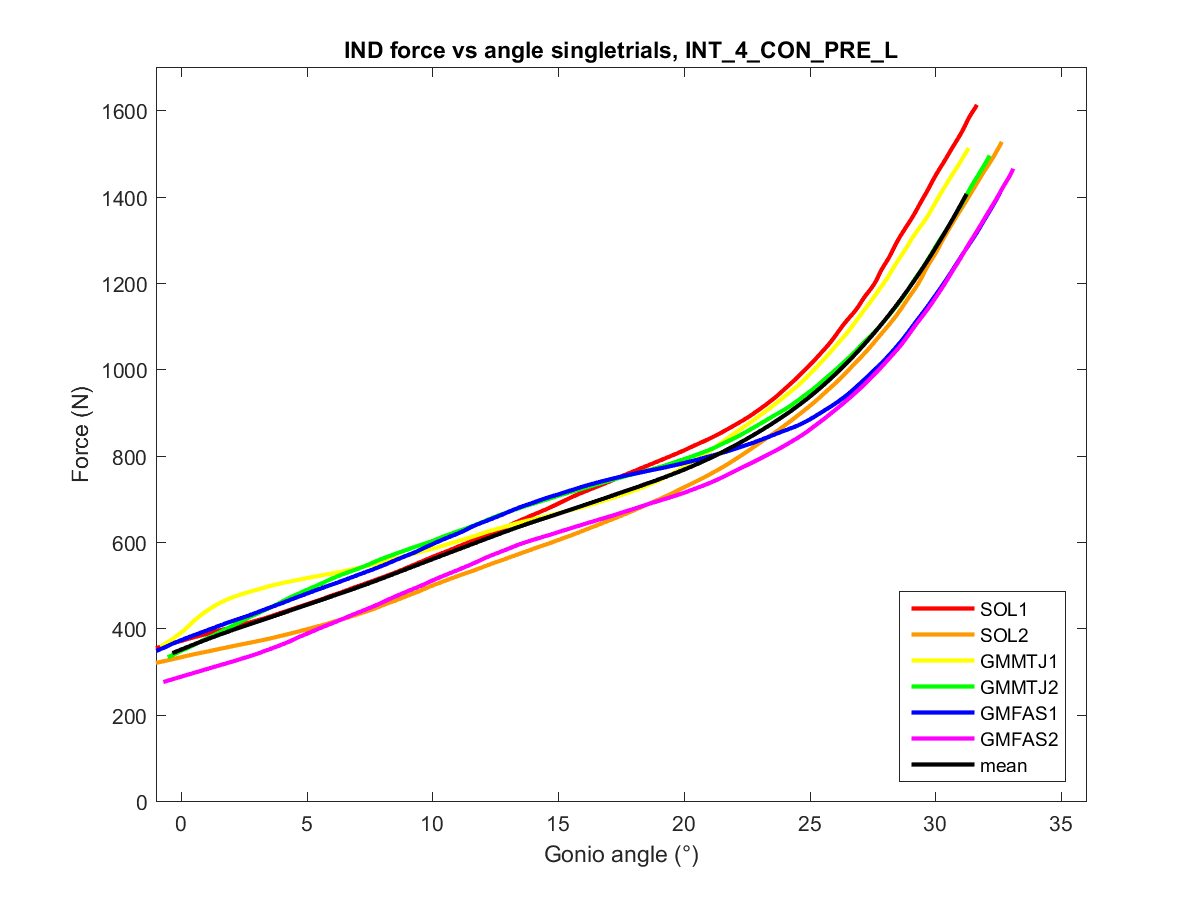 IND force vs angle singletrials, INT_4_CON_PRE_L
1600
1400
1200
1000
800
600
400
200
0
Force (N)
0 5 10 15 20 25 30 35
Gonio angle (°)
SOL1
SOL2
GMMTJ1
GMMTJ2
GMFAS1
GMFAS2
mean